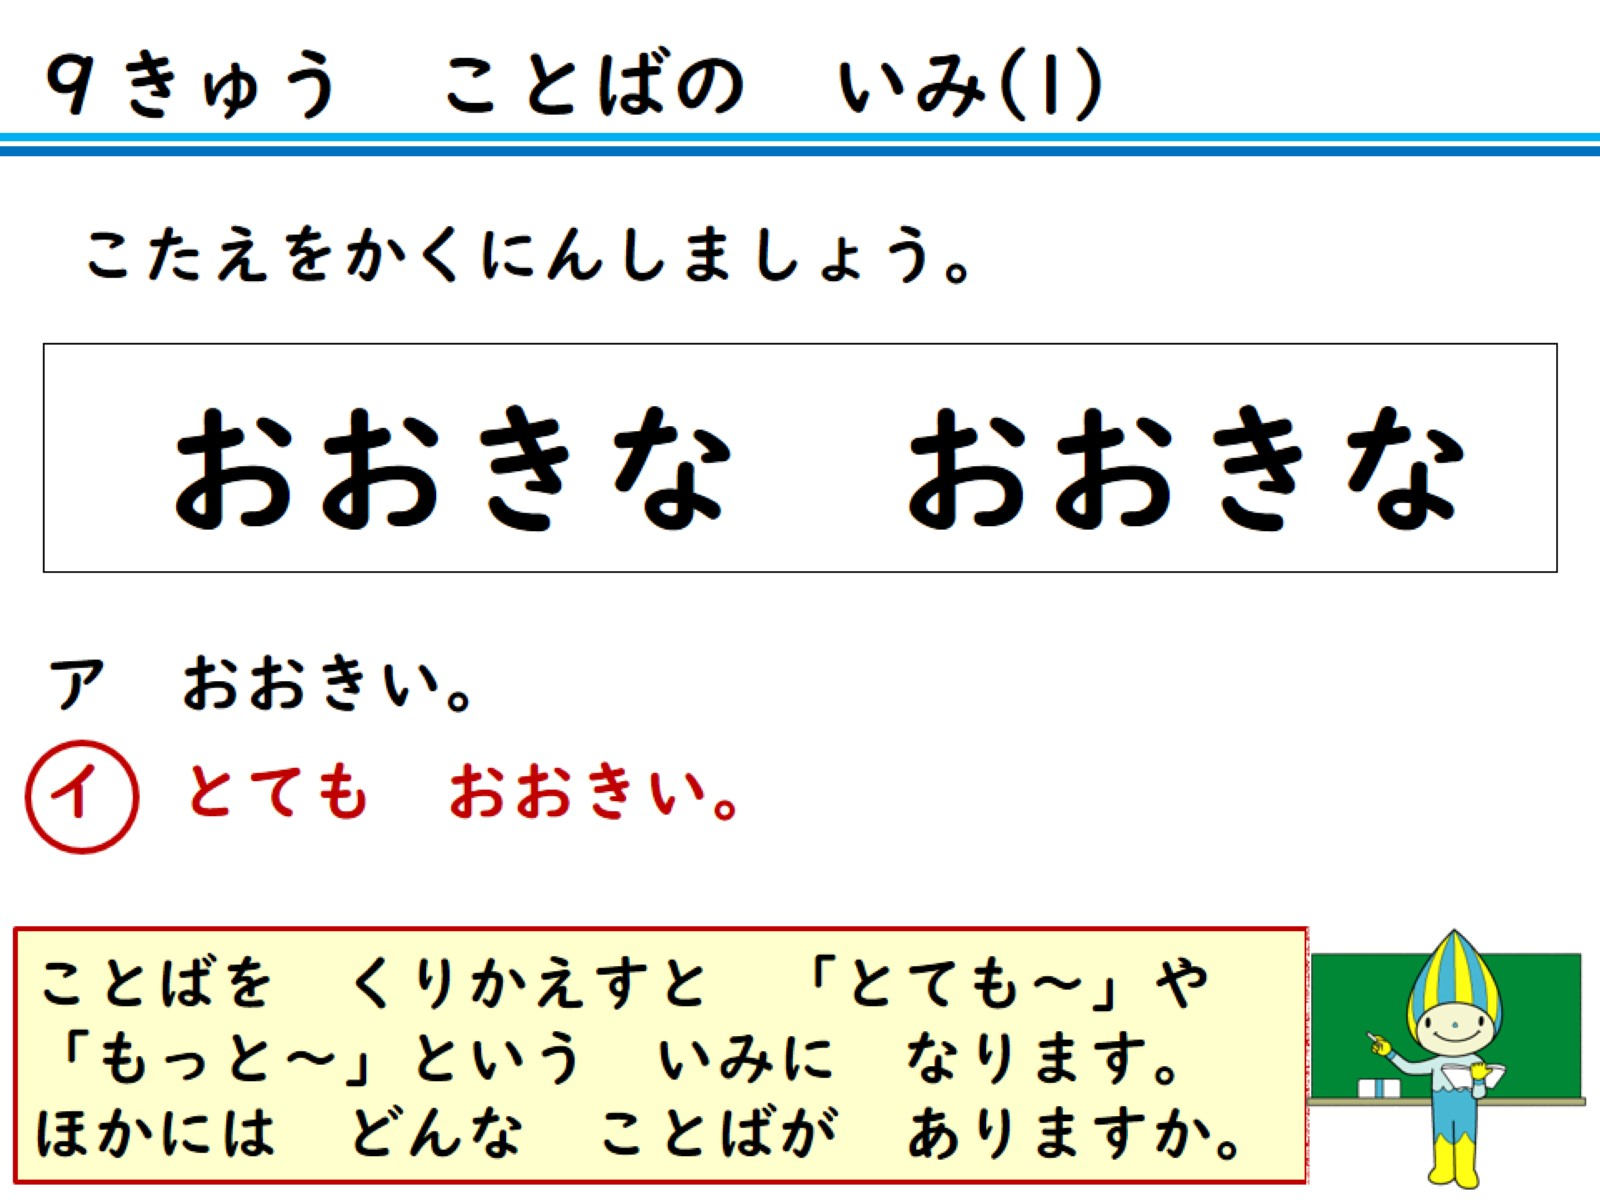 9きゅう　ことばの　いみ(1)
こたえをかくにんしましょう。
おおきな　おおきな
ア　おおきい。
イ　とても　おおきい。
ことばを　くりかえすと　「とても～」や
「もっと～」という　いみに　なります。
ほかには　どんな　ことばが　ありますか。